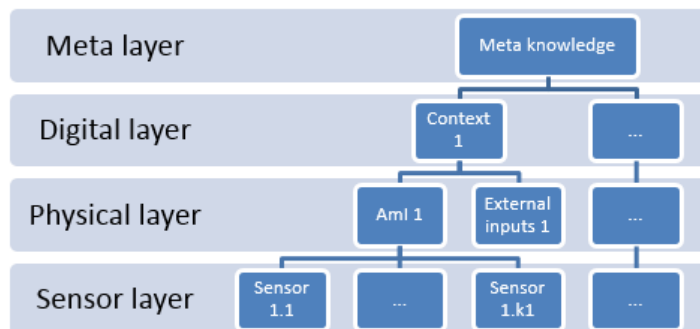 Meta layer
Meta knowledge
Digital layer
Context
1
...
Physical layer
AmI 1
External
inputs 1
...
Sensor layer
Sensor
1.1
...
Sensor
1.k1
...